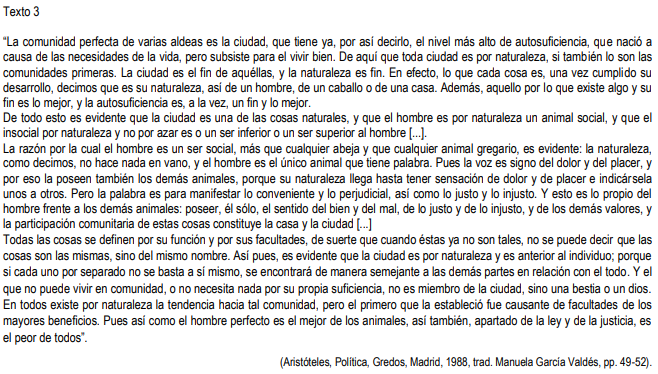 Texto 3
“La comunidad perfecta de varias aldeas es la ciudad, que tiene ya, por así decirlo, el nivel más alto de autosuficiencia, que nació a
causa de las necesidades de la vida, pero subsiste para el vivir bien. De aquí que toda ciudad es por naturaleza, si también lo son las
comunidades primeras. La ciudad es el fin de aquéllas, y la naturaleza es fin. En efecto, lo que cada cosa es, una vez cumplido su
desarrollo, decimos que es su naturaleza, así de un hombre, de un caballo o de una casa. Además, aquello por lo que existe algo y su
fin es lo mejor, y la autosuficiencia es, a la vez, un fin y lo mejor.
De todo esto es evidente que la ciudad es una de las cosas naturales, y que el hombre es por naturaleza un animal social, y que el
insocial por naturaleza y no por azar es o un ser inferior o un ser superior al hombre [...].
La razón por la cual el hombre es un ser social, más que cualquier abeja y que cualquier animal gregario, es evidente: la naturaleza,
como decimos, no hace nada en vano, y el hombre es el único animal que tiene palabra. Pues la voz es signo del dolor y del placer, y
por eso la poseen también los demás animales, porque su naturaleza llega hasta tener sensación de dolor y de placer e indicársela
unos a otros. Pero la palabra es para manifestar lo conveniente y lo perjudicial, así como lo justo y lo injusto. Y esto es lo propio del
hombre frente a los demás animales: poseer, él sólo, el sentido del bien y del mal, de lo justo y de lo injusto, y de los demás valores, y
la participación comunitaria de estas cosas constituye la casa y la ciudad [...]
Todas las cosas se definen por su función y por sus facultades, de suerte que cuando éstas ya no son tales, no se puede decir que las
cosas son las mismas, sino del mismo nombre. Así pues, es evidente que la ciudad es por naturaleza y es anterior al individuo; porque
si cada uno por separado no se basta a sí mismo, se encontrará de manera semejante a las demás partes en relación con el todo. Y el
que no puede vivir en comunidad, o no necesita nada por su propia suficiencia, no es miembro de la ciudad, sino una bestia o un dios.
En todos existe por naturaleza la tendencia hacia tal comunidad, pero el primero que la estableció fue causante de facultades de los
mayores beneficios. Pues así como el hombre perfecto es el mejor de los animales, así también, apartado de la ley y de la justicia, es
el peor de todos”.
(Aristóteles, Política, Gredos, Madrid, 1988, trad. Manuela García Valdés, pp. 49-52).